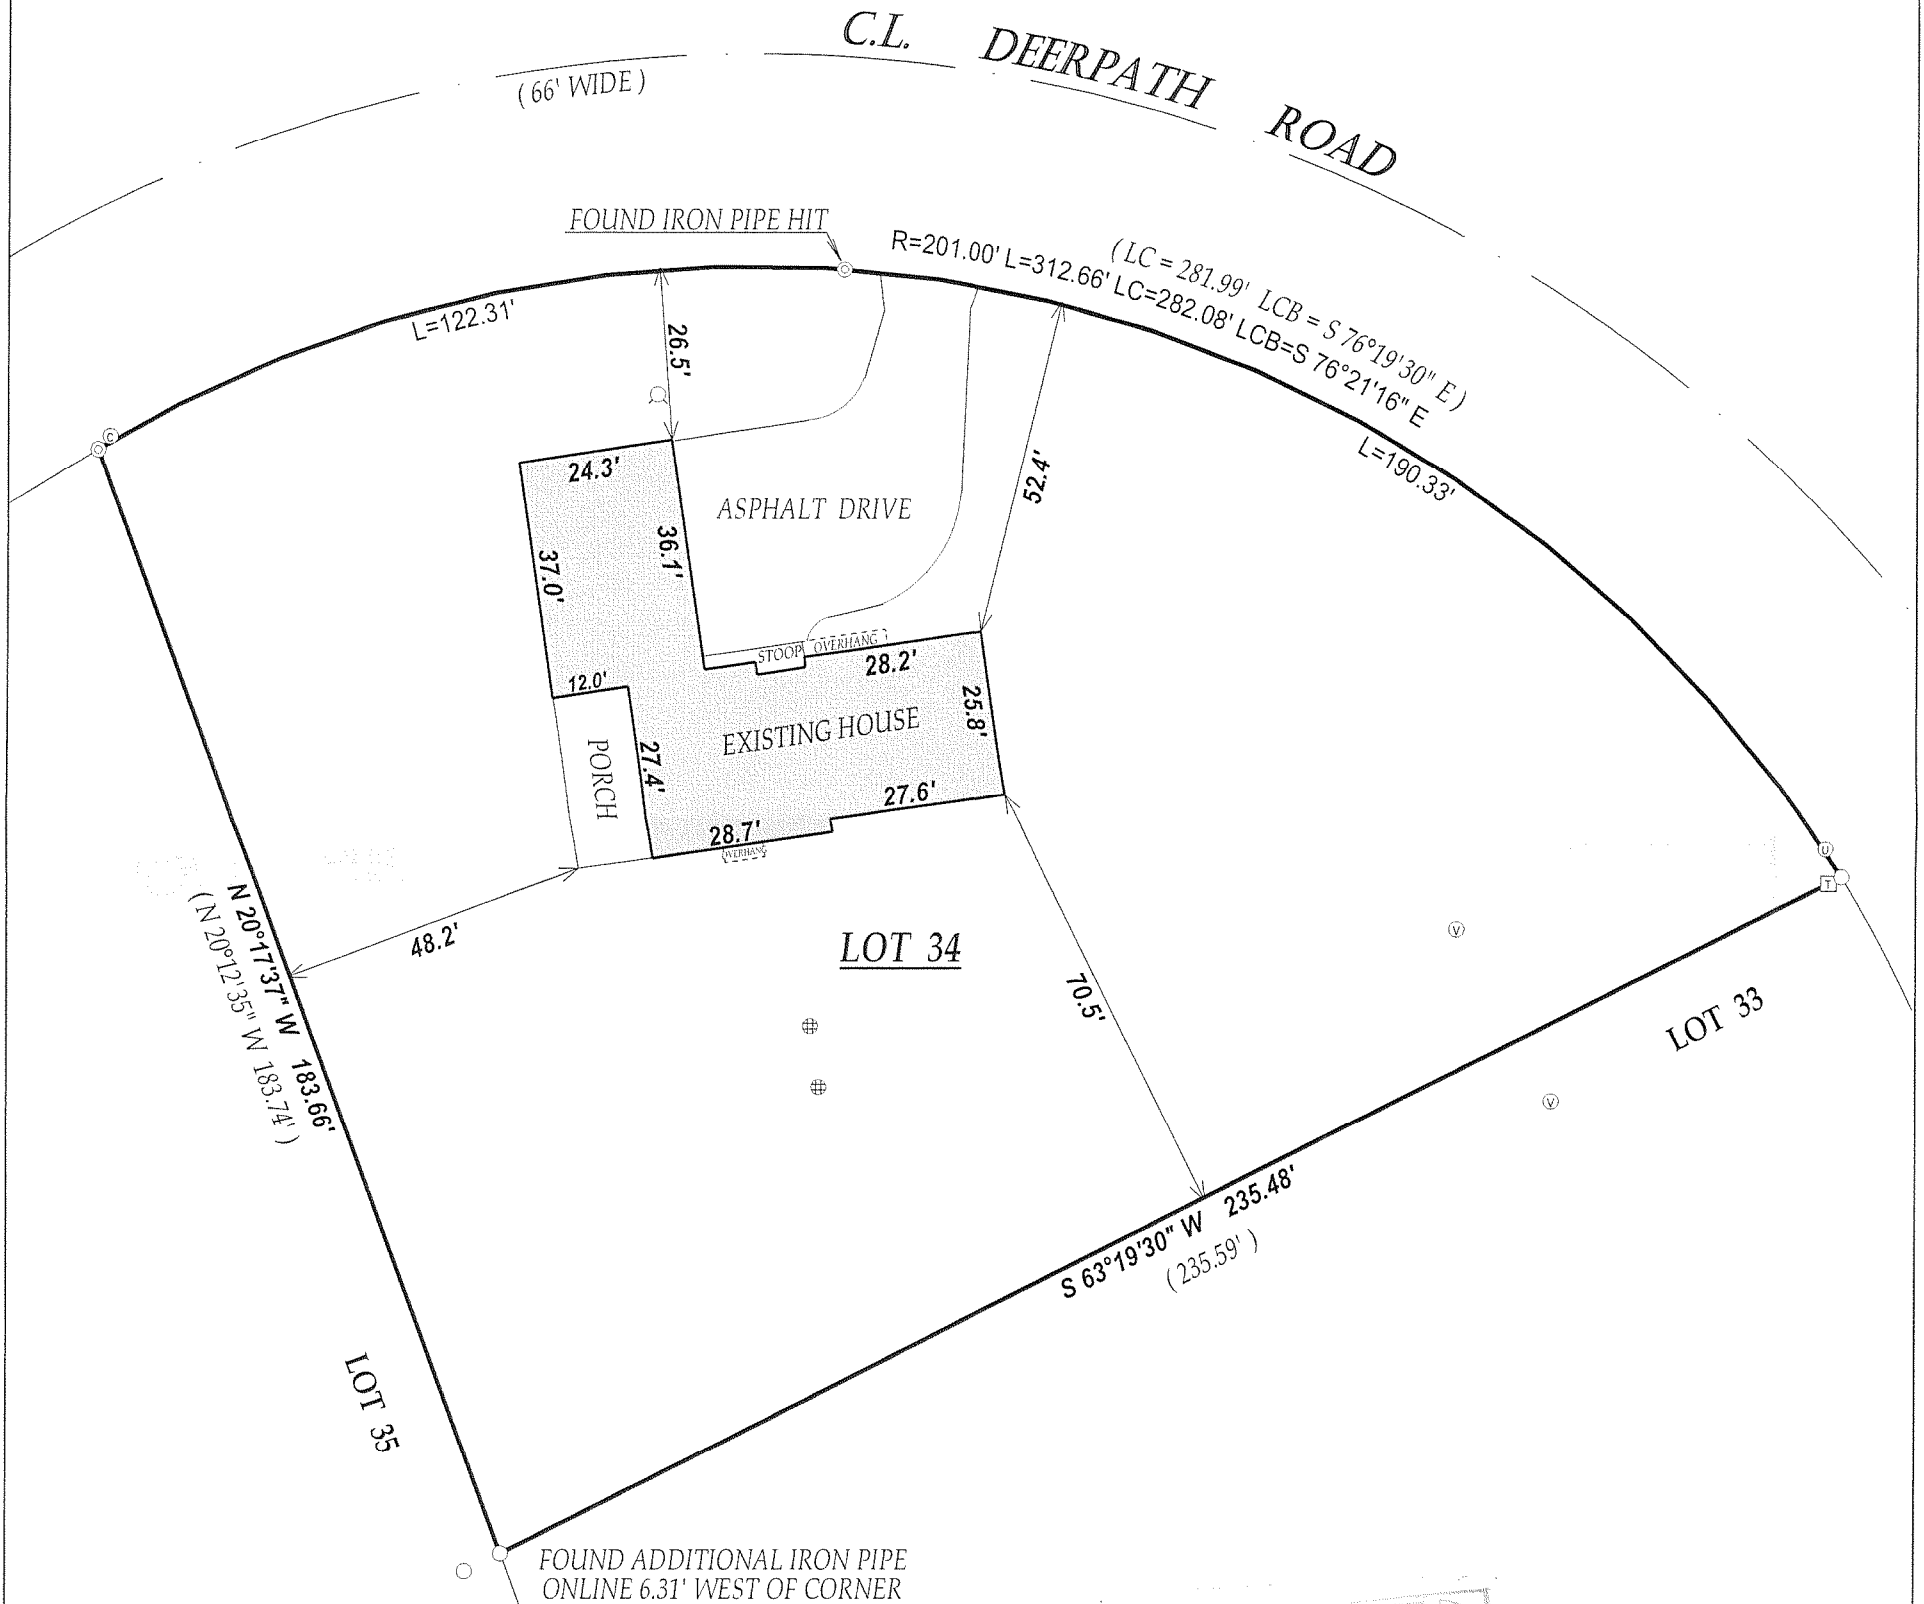 C.L. DEERPATH ROAD
( 66' WIDE )
FOUND IRON PIPE HIT
( LC = 281.99' LCB = S 76°19'30" E )
R=201.00' L=312.66' LC=282.08' LCB=S 76°21'16" E
L=122.31'
L=190.33'
C
26.5'
52.4'
24.3'
ASPHALT DRIVE
37.0'
36.1'
STOOP
OVERHANG
28.2'
12.0'
25.8'
EXISTING HOUSE
PORCH
27.4'
27.6'
28.7'
OVERHANG
U
T
V
48.2'
LOT 34
70.5'
N 20°17'37" W 183.66'
( N 20°12'35" W 183.74' )
LOT 33
V
S 63°19'30" W 235.48'
( 235.59' )
LOT 35
FOUND ADDITIONAL IRON PIPE
ONLINE 6.31' WEST OF CORNER